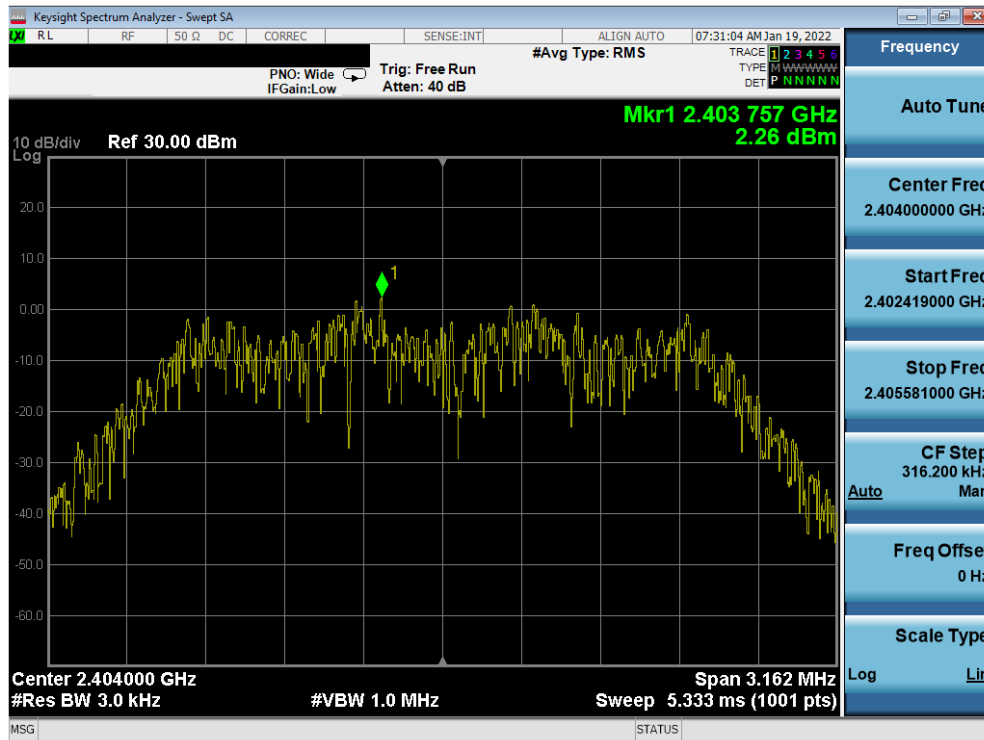 Keysight Spectrum Analyzer - Swept SA
LXI RL RF 50 Ω DC CORREC SENSE:INT ALIGN AUTO 07:31:04 AM Jan 19, 2022
#Avg Type: RMS
TRACE 1 2 3 4 5 6
TYPE M WWWWW
DET P N N N N N
PNO: Wide
IFGain:Low
Trig: Free Run
Atten: 40 dB
Mkr1 2.403 757 GHz
2.26 dBm
10 dB/div
Log
Ref 30.00 dBm
20.0
10.0
1
0.00
-10.0
-20.0
-30.0
-40.0
-50.0
-60.0
Center 2.404000 GHz
Span 3.162 MHz
#Res BW 3.0 kHz
#VBW 1.0 MHz
Sweep 5.333 ms (1001 pts)
MSG
STATUS
Frequency
Auto Tune
Center Freq
2.404000000 GHz
Start Freq
2.402419000 GHz
Stop Freq
2.405581000 GHz
CF Step
316.200 kHz
Auto Man
Freq Offset
0 Hz
Scale Type
Log Lin